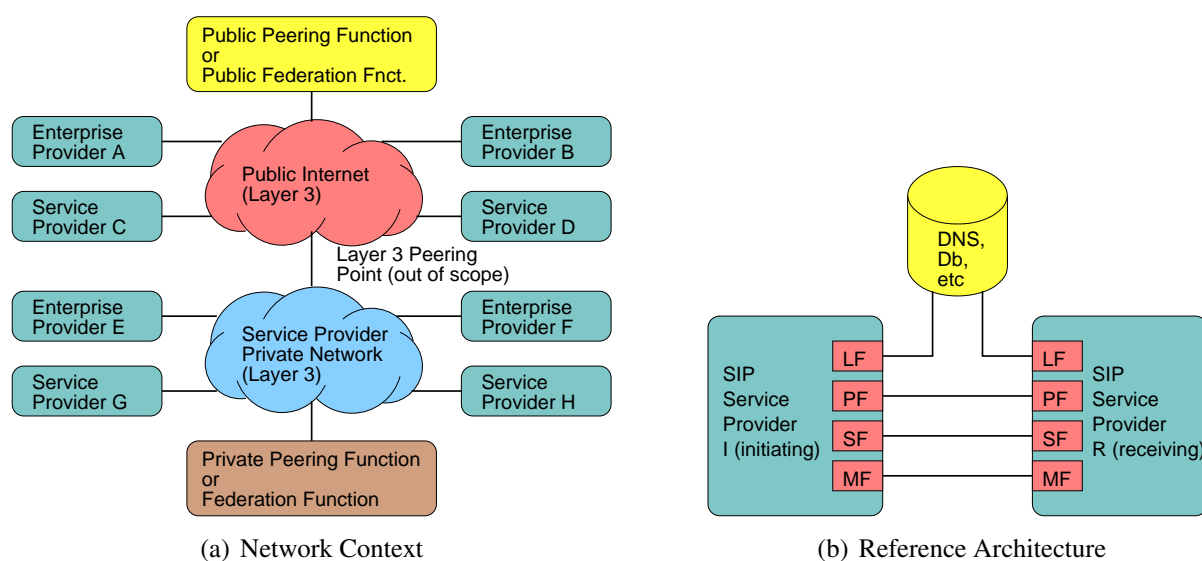 Public Peering Function
or
Public Federation Fnct.
Enterprise
Provider A
Enterprise
Provider B
Public Internet
(Layer 3)
Service
Provider C
Service
Provider D
Layer 3 Peering
Point (out of scope)
Enterprise
Provider E
Enterprise
Provider F
Service Provider
Private Network
(Layer 3)
Service
Provider G
Service
Provider H
Private Peering Function
or
Federation Function
(a) Network Context
DNS,
Db,
etc
SIP
Service
Provider
I (initiating)
LF
PF
SF
MF
LF
PF
SF
MF
SIP
Service
Provider
R (receiving)
(b) Reference Architecture